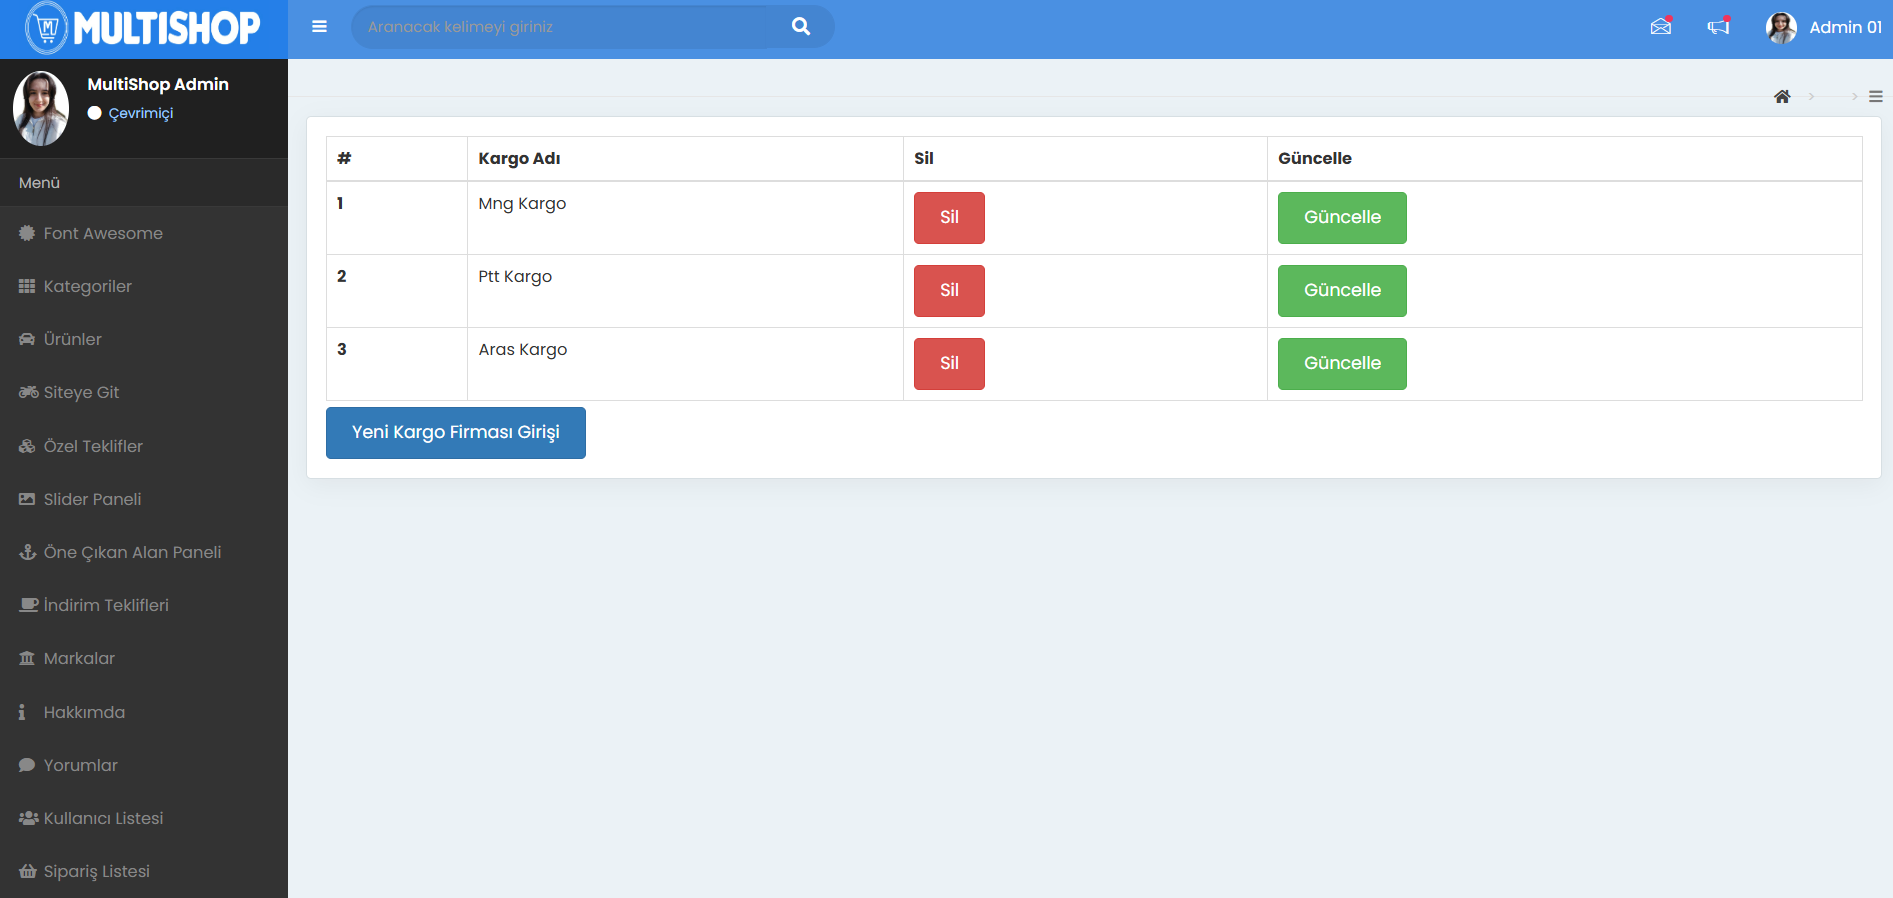 MULTISHOP
Aranacak kelimeyi giriniz
Admin 01
MultiShop Admin
Çevrimiçi
Menü
Font Awesome
Kategoriler
Ürünler
Siteye Git
Özel Teklifler
Slider Paneli
Öne Çıkan Alan Paneli
İndirim Teklifleri
Markalar
Hakkımda
Yorumlar
Kullanıcı Listesi
Sipariş Listesi
# Kargo Adı Sil Güncelle
1 Mng Kargo Sil Güncelle
2 Ptt Kargo Sil Güncelle
3 Aras Kargo Sil Güncelle
Yeni Kargo Firması Girişi